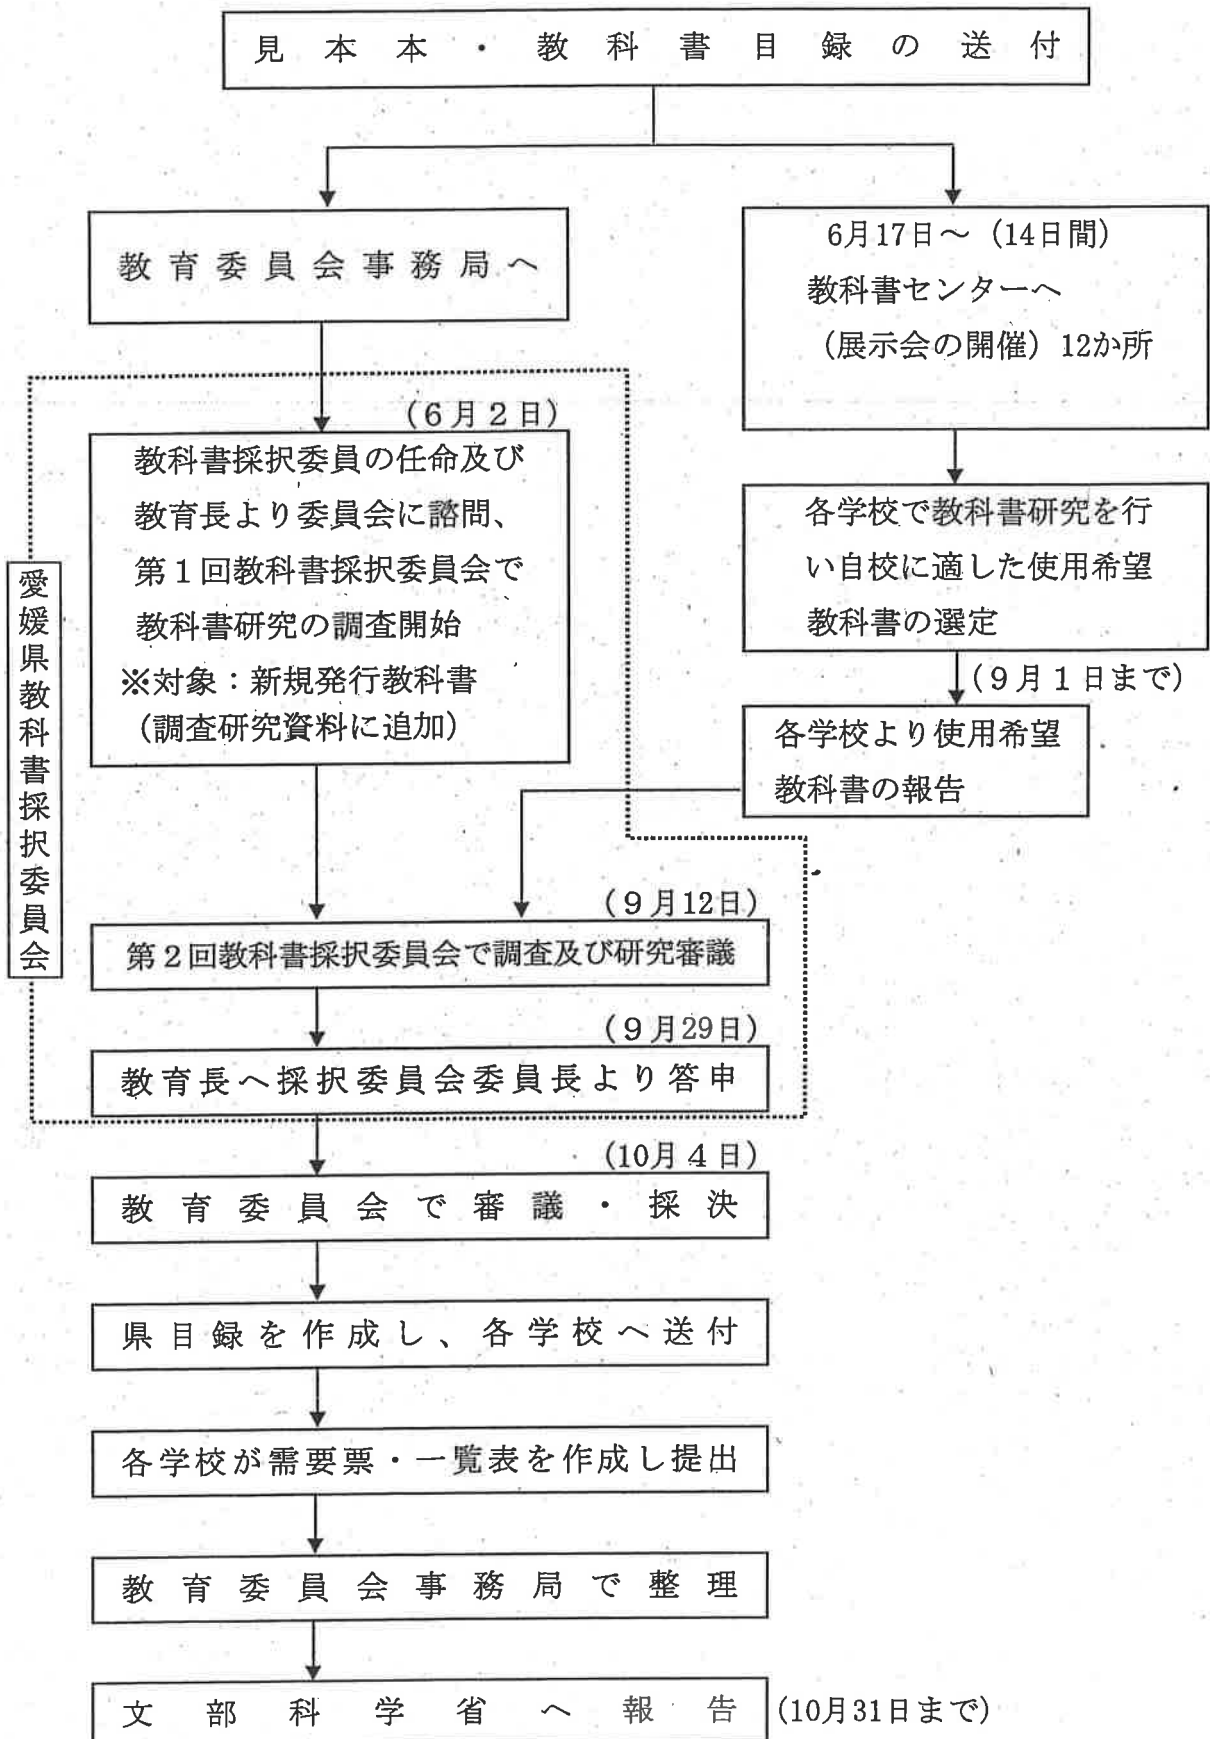 見本本・教科書目録の送付
教育委員会事務局へ
6月17日～（14日間）
教科書センターへ
（展示会の開催）12か所
（6月2日）
教科書採択委員の任命及び
教育長より委員会に諮問、
第1回教科書採択委員会で
教科書研究の調査開始
※対象：新規発行教科書
（調査研究資料に追加）
各学校で教科書研究を行
い自校に適した使用希望
教科書の選定
（9月1日まで）
各学校より使用希望
教科書の報告
愛媛県教科書採択委員会
（9月12日）
第2回教科書採択委員会で調査及び研究審議
（9月29日）
教育長へ採択委員会委員長より答申
（10月4日）
教育委員会で審議・採決
県目録を作成し、各学校へ送付
各学校が需要票・一覧表を作成し提出
教育委員会事務局で整理
文部科学省へ報告
（10月31日まで）